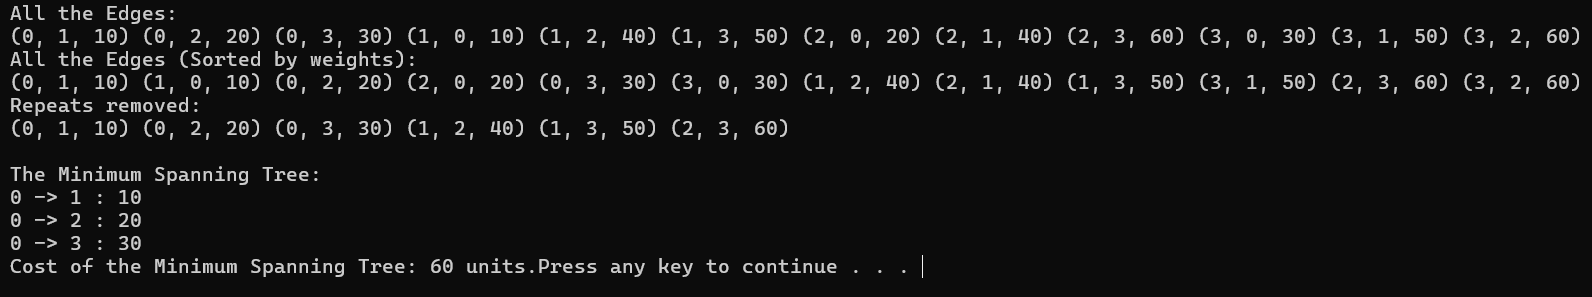 All the Edges:
(0, 1, 10) (0, 2, 20) (0, 3, 30) (1, 0, 10) (1, 2, 40) (1, 3, 50) (2, 0, 20) (2, 1, 40) (2, 3, 60) (3, 0, 30) (3, 1, 50) (3, 2, 60)
All the Edges (Sorted by weights):
(0, 1, 10) (1, 0, 10) (0, 2, 20) (2, 0, 20) (0, 3, 30) (3, 0, 30) (1, 2, 40) (2, 1, 40) (1, 3, 50) (3, 1, 50) (2, 3, 60) (3, 2, 60)
Repeats removed:
(0, 1, 10) (0, 2, 20) (0, 3, 30) (1, 2, 40) (1, 3, 50) (2, 3, 60)
The Minimum Spanning Tree:
0 -> 1 : 10
0 -> 2 : 20
0 -> 3 : 30
Cost of the Minimum Spanning Tree: 60 units.Press any key to continue . . .